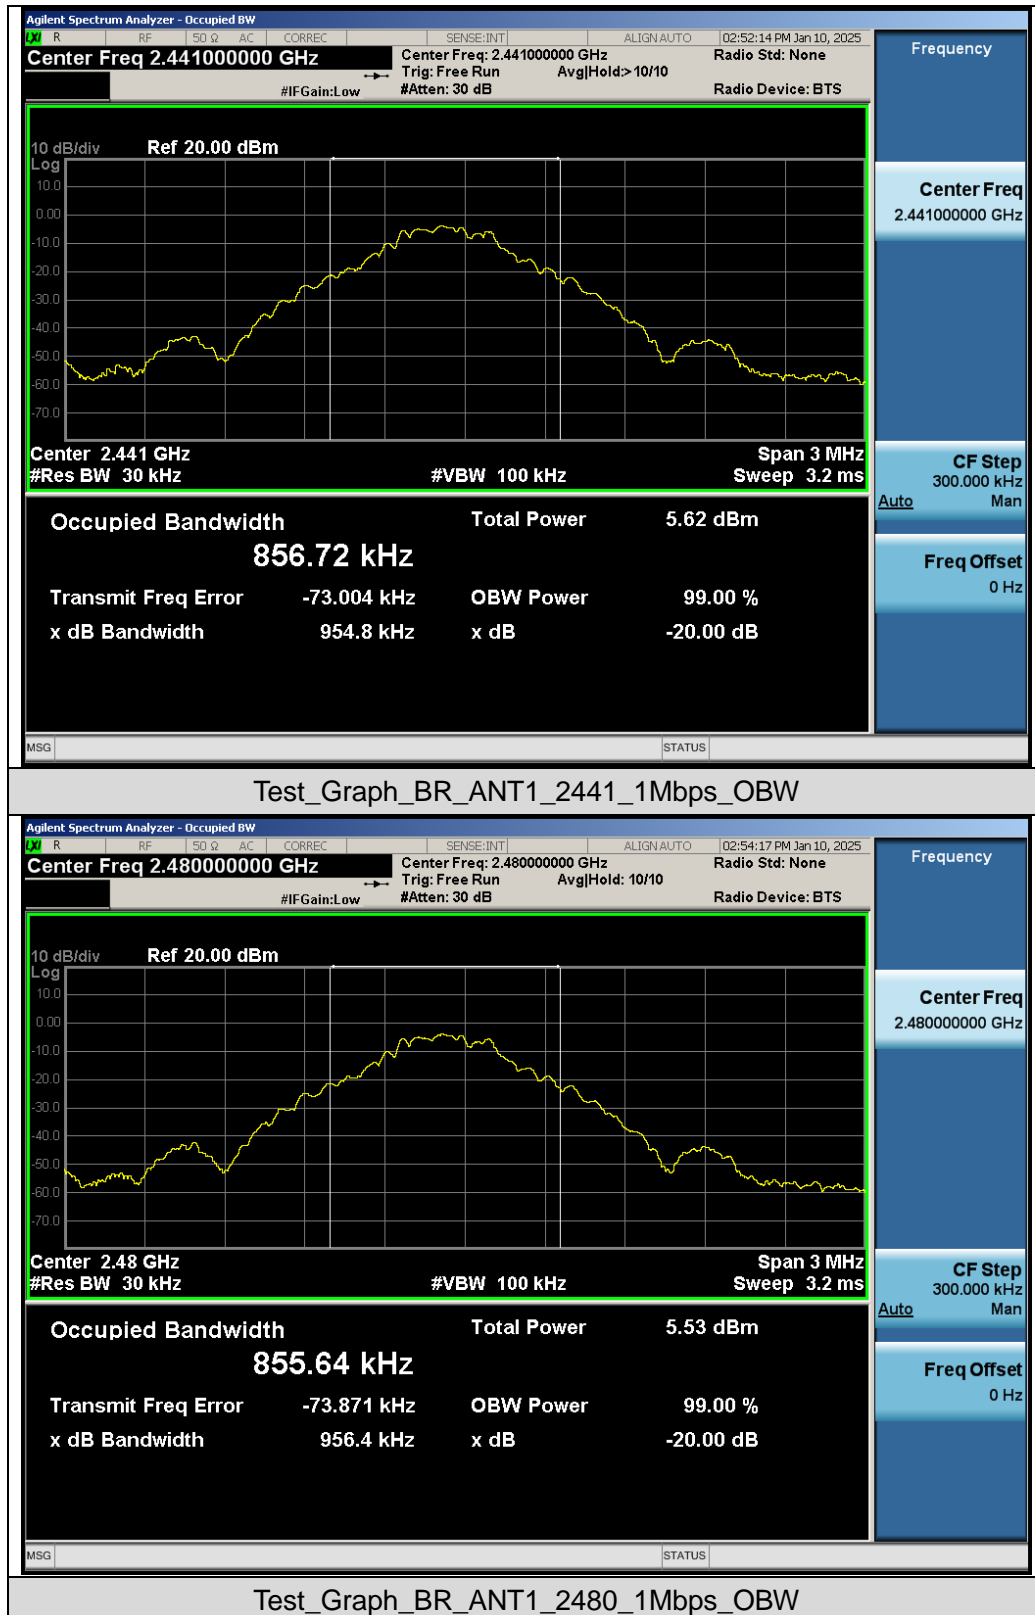 Agilent Spectrum Analyzer - Occupied BW
LXI R RF 50 Ω AC CORREC SENSE:INT ALIGN AUTO 02:52:14 PM Jan 10, 2025
Center Freq 2.441000000 GHz Center Freq: 2.441000000 GHz Radio Std: None
Trig: Free Run Avg|Hold:>10/10
#IFGain:Low #Atten: 30 dB Radio Device: BTS
Frequency
10 dB/div Ref 20.00 dBm
Log
10.0
0.00
-10.0
-20.0
-30.0
-40.0
-50.0
-60.0
-70.0
Center 2.441 GHz Span 3 MHz
#Res BW 30 kHz #VBW 100 kHz Sweep 3.2 ms
Center Freq
2.441000000 GHz
CF Step
300.000 kHz
Auto Man
Freq Offset
0 Hz
Occupied Bandwidth Total Power 5.62 dBm
856.72 kHz
Transmit Freq Error -73.004 kHz OBW Power 99.00 %
x dB Bandwidth 954.8 kHz x dB -20.00 dB
MSG STATUS
Test_Graph_BR_ANT1_2441_1Mbps_OBW
Agilent Spectrum Analyzer - Occupied BW
LXI R RF 50 Ω AC CORREC SENSE:INT ALIGN AUTO 02:54:17 PM Jan 10, 2025
Center Freq 2.480000000 GHz Center Freq: 2.480000000 GHz Radio Std: None
Trig: Free Run Avg|Hold: 10/10
#IFGain:Low #Atten: 30 dB Radio Device: BTS
Frequency
10 dB/div Ref 20.00 dBm
Log
10.0
0.00
-10.0
-20.0
-30.0
-40.0
-50.0
-60.0
-70.0
Center 2.48 GHz Span 3 MHz
#Res BW 30 kHz #VBW 100 kHz Sweep 3.2 ms
Center Freq
2.480000000 GHz
CF Step
300.000 kHz
Auto Man
Freq Offset
0 Hz
Occupied Bandwidth Total Power 5.53 dBm
855.64 kHz
Transmit Freq Error -73.871 kHz OBW Power 99.00 %
x dB Bandwidth 956.4 kHz x dB -20.00 dB
MSG STATUS
Test_Graph_BR_ANT1_2480_1Mbps_OBW